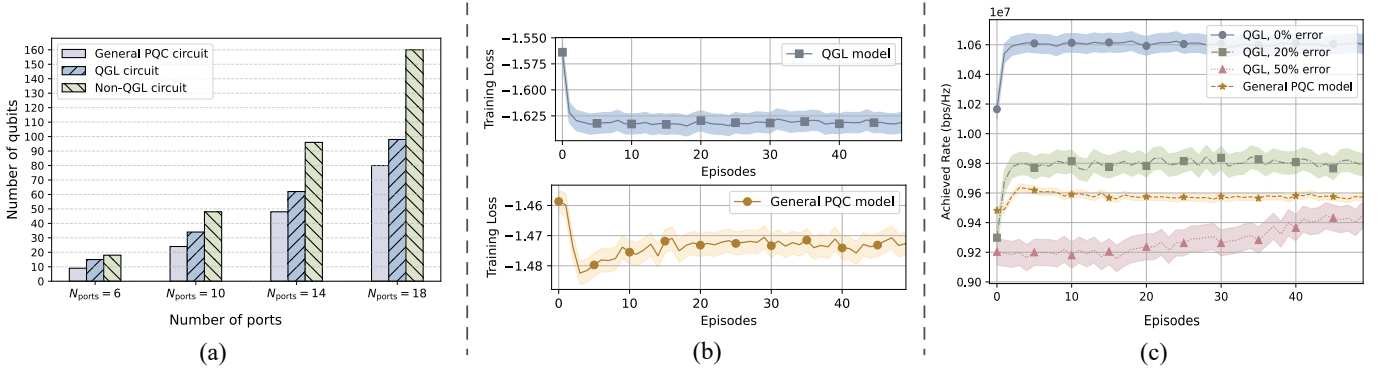 160
150
140
130
120
110
100
90
80
70
60
50
40
30
20
10
0
Number of qubits
General PQC circuit
QGL circuit
Non-QGL circuit
N_ports = 6
N_ports = 10
N_ports = 14
N_ports = 18
Number of ports
(a)
−1.550
−1.575
−1.600
−1.625
Training Loss
QGL model
0
10
20
30
40
Episodes
−1.46
−1.47
−1.48
Training Loss
General PQC model
0
10
20
30
40
Episodes
(b)
1e7
1.06
1.04
1.02
1.00
0.98
0.96
0.94
0.92
0.90
Achieved Rate (bps/Hz)
QGL, 0% error
QGL, 20% error
QGL, 50% error
General PQC model
0
10
20
30
40
Episodes
(c)